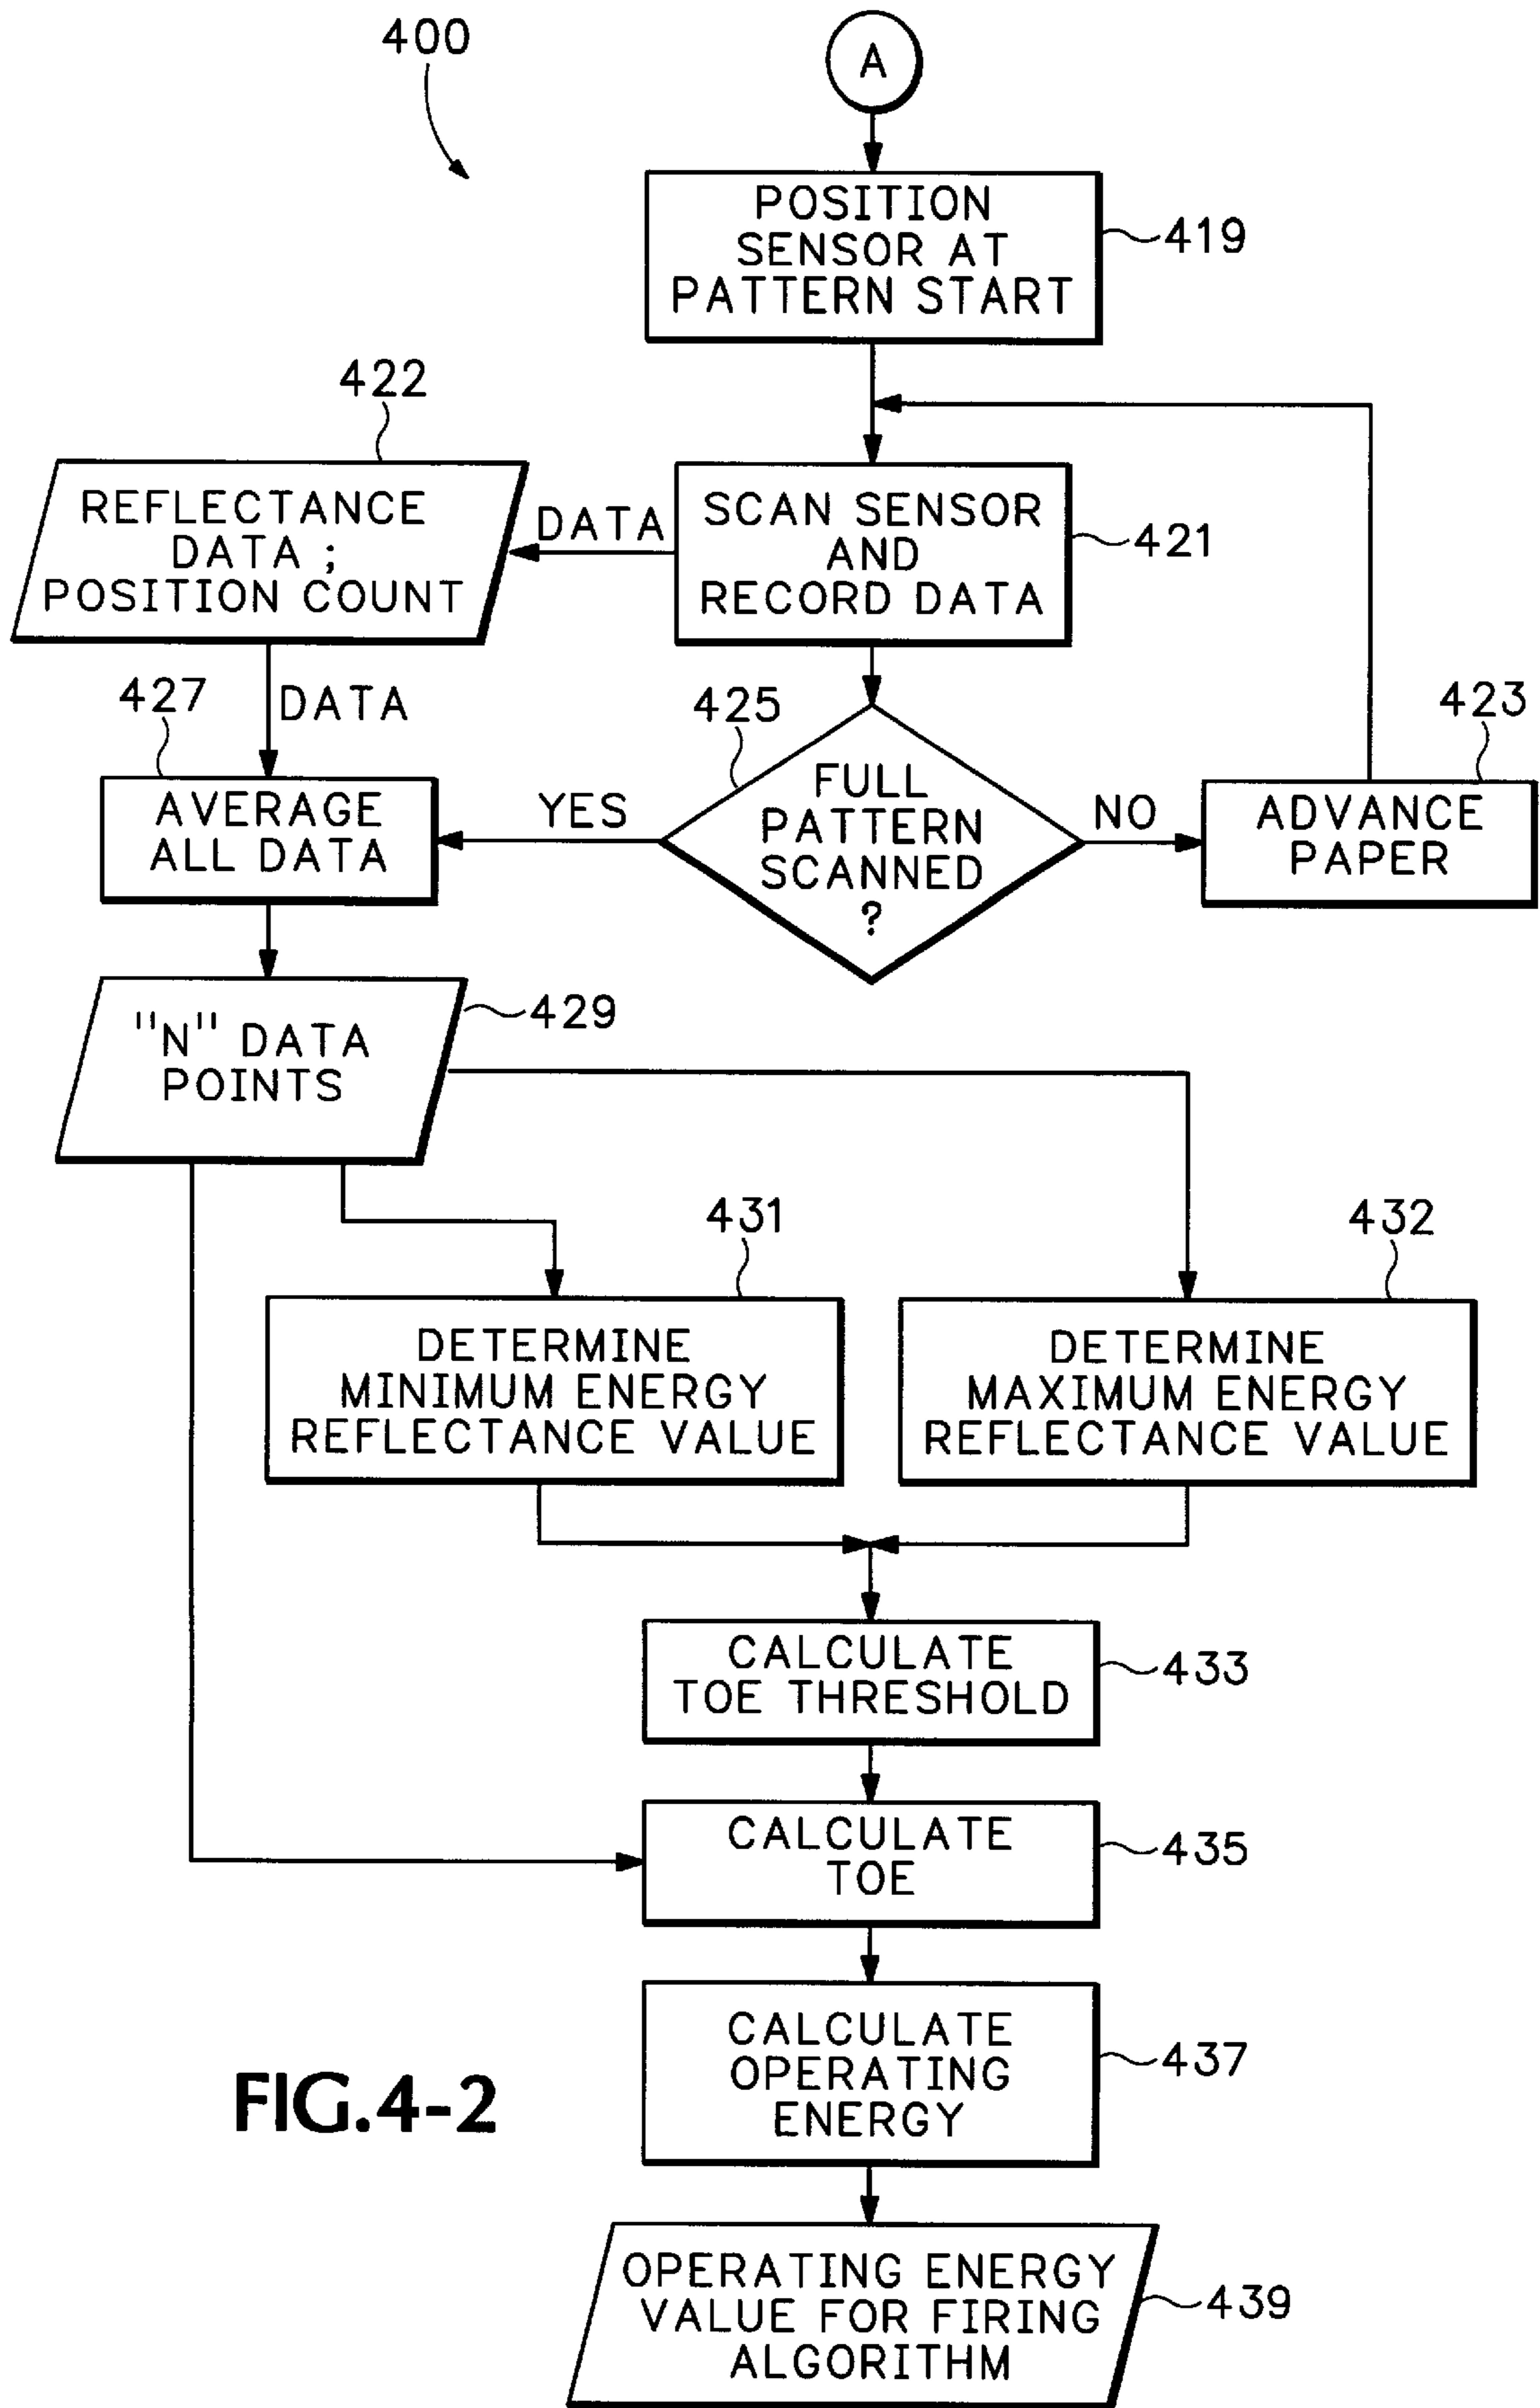 400
A
POSITION
SENSOR AT
PATTERN START
419
422
REFLECTANCE
DATA ;
POSITION COUNT
DATA
SCAN SENSOR
AND
RECORD DATA
421
427
DATA
425
423
AVERAGE
ALL DATA
YES
FULL
PATTERN
SCANNED
?
NO
ADVANCE
PAPER
"N" DATA
POINTS
429
431
432
DETERMINE
MINIMUM ENERGY
REFLECTANCE VALUE
DETERMINE
MAXIMUM ENERGY
REFLECTANCE VALUE
CALCULATE
TOE THRESHOLD
433
CALCULATE
TOE
435
CALCULATE
OPERATING
ENERGY
437
FIG.4-2
OPERATING ENERGY
VALUE FOR FIRING
ALGORITHM
439